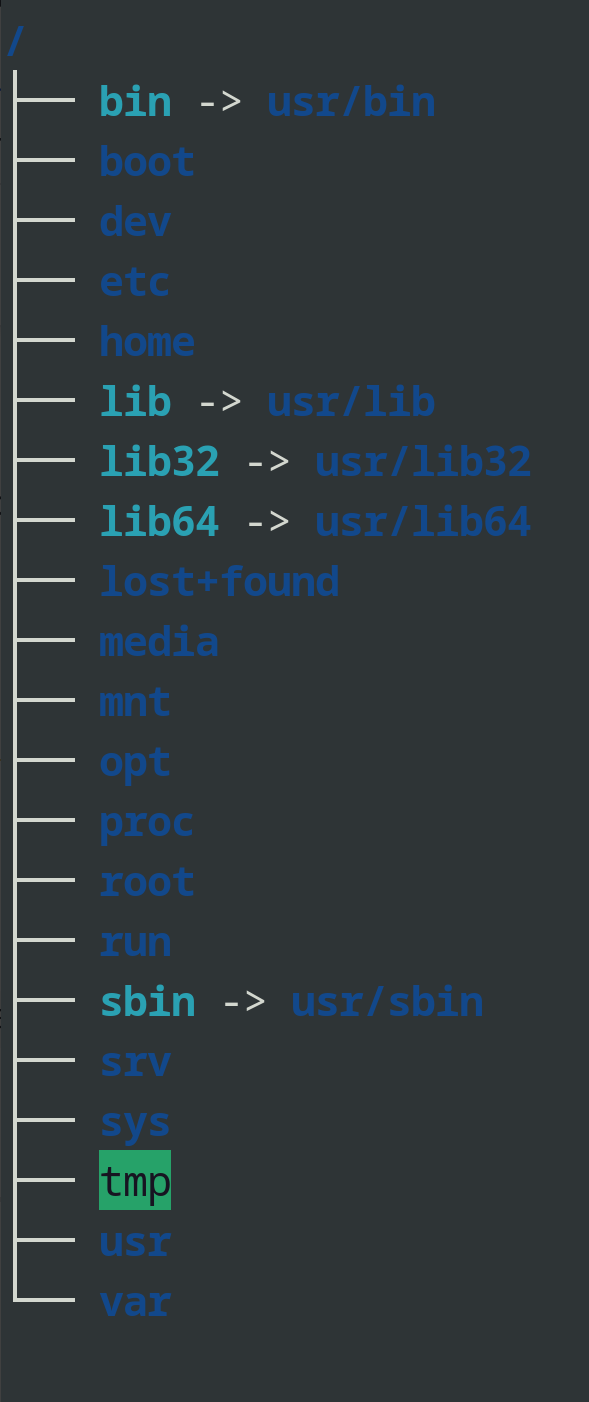 /
├── bin -> usr/bin
├── boot
├── dev
├── etc
├── home
├── lib -> usr/lib
├── lib32 -> usr/lib32
├── lib64 -> usr/lib64
├── lost+found
├── media
├── mnt
├── opt
├── proc
├── root
├── run
├── sbin -> usr/sbin
├── srv
├── sys
├── tmp
├── usr
└── var